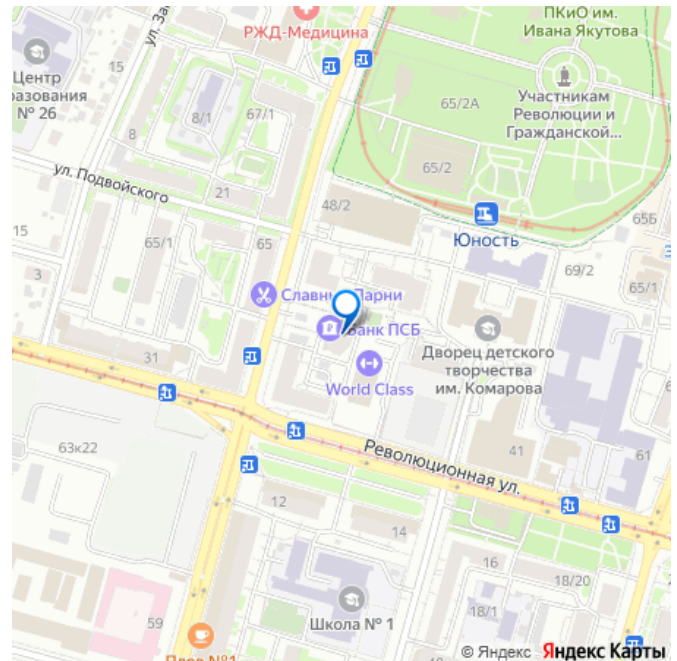 ПКиО им.
Ивана Якутова
РЖД-Медицина
ул. За
15
Центр
разования
№ 26
8/1
67/1
65/2А
Участникам
Революции и
Гражданской...
8
65/2
ул. Подвойского
21
48/2
65Б
Юность
15
65/1
65
69/2
3
65/1
Славные Парни
Банк ПСБ
Дворец детского
творчества
им. Комарова
31
World Class
63к22
Революционная ул.
41
61
12
14
16
18/20
18/1
Школа № 1
59
Плов №1
© Яндекс Яндекс Карты